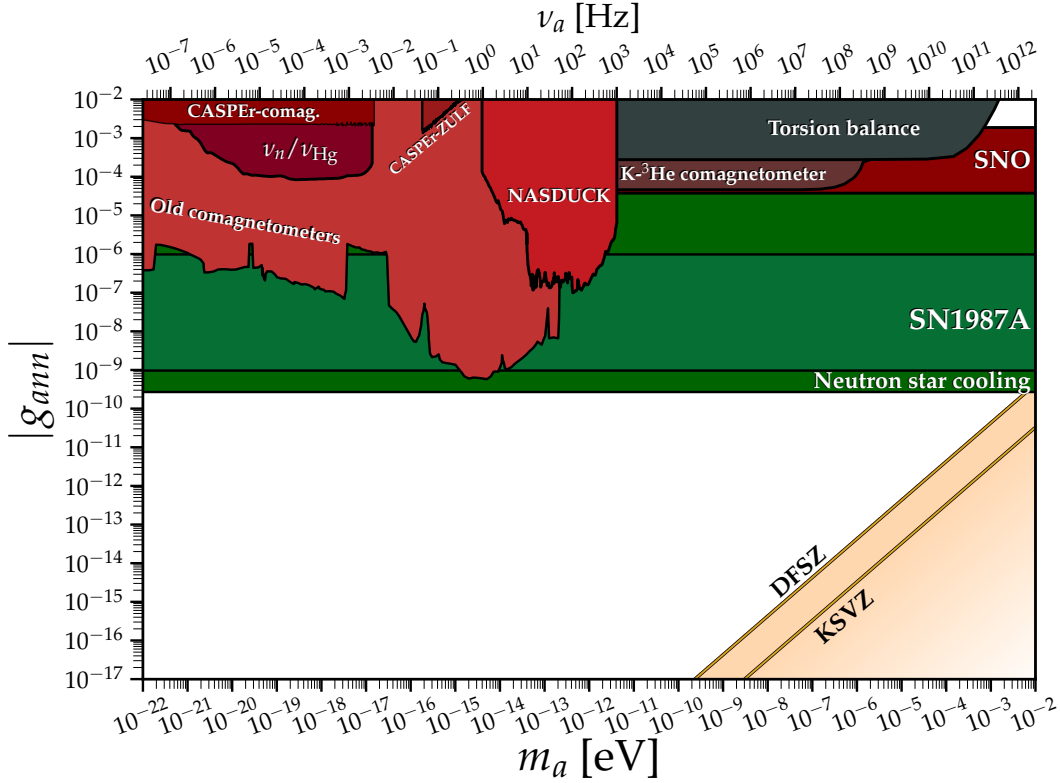 ν_a [Hz]
10^−7 10^−6 10^−5 10^−4 10^−3 10^−2 10^−1 10^0 10^1 10^2 10^3 10^4 10^5 10^6 10^7 10^8 10^9 10^10 10^11 10^12
10^−2
10^−3
10^−4
10^−5
10^−6
10^−7
10^−8
10^−9
10^−10
10^−11
10^−12
10^−13
10^−14
10^−15
10^−16
10^−17
|g_ann|
CASPEr-comag.
ν_n/ν_Hg
CASPEr-ZULF
Torsion balance
SNO
K-³He comagnetometer
NASDUCK
Old comagnetometers
SN1987A
Neutron star cooling
DFSZ
KSVZ
10^−22 10^−21 10^−20 10^−19 10^−18 10^−17 10^−16 10^−15 10^−14 10^−13 10^−12 10^−11 10^−10 10^−9 10^−8 10^−7 10^−6 10^−5 10^−4 10^−3 10^−2
m_a [eV]